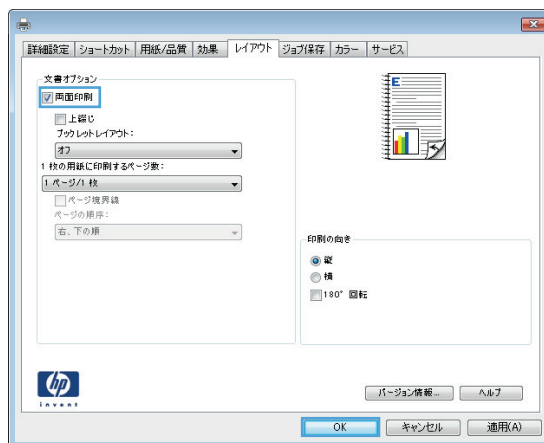 詳細設定 ショートカット 用紙/品質 効果 レイアウト ジョブ保存 カラー サービス
文書オプション
両面印刷
上綴じ
ブックレットレイアウト:
オフ
1 枚の用紙に印刷するページ数:
1 ページ/1 枚
ページ境界線
ページの順序:
右、下の順
E
印刷の向き
縦
横
180° 回転
hp
invent
バージョン情報... ヘルプ
OK キャンセル 適用(A)